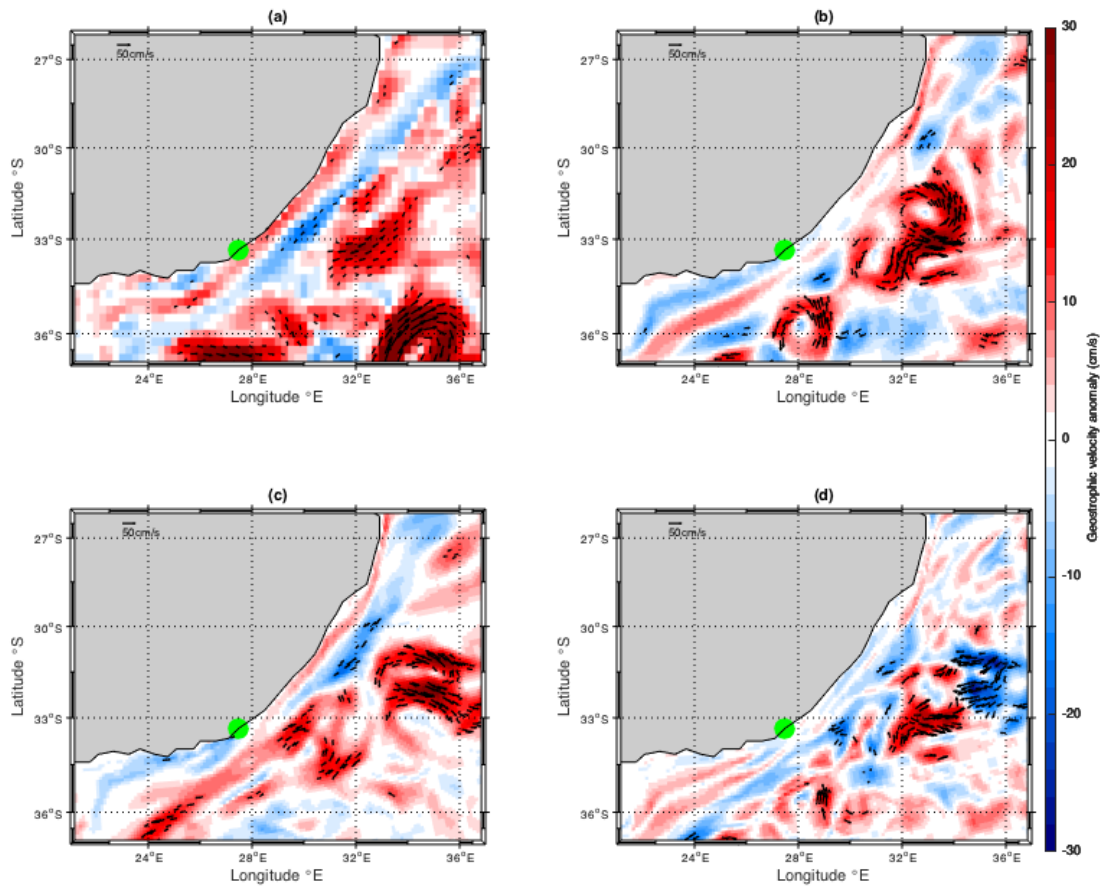 (a)
50cm/s
27°S
30°S
33°S
36°S
Latitude °S
24°E
28°E
32°E
36°E
Longitude °E
(b)
50cm/s
27°S
30°S
33°S
36°S
Latitude °S
24°E
28°E
32°E
36°E
Longitude °E
(c)
50cm/s
27°S
30°S
33°S
36°S
Latitude °S
24°E
28°E
32°E
36°E
Longitude °E
(d)
50cm/s
27°S
30°S
33°S
36°S
Latitude °S
24°E
28°E
32°E
36°E
Longitude °E
30
20
10
0
-10
-20
-30
Geostrophic velocity anomaly (cm/s)